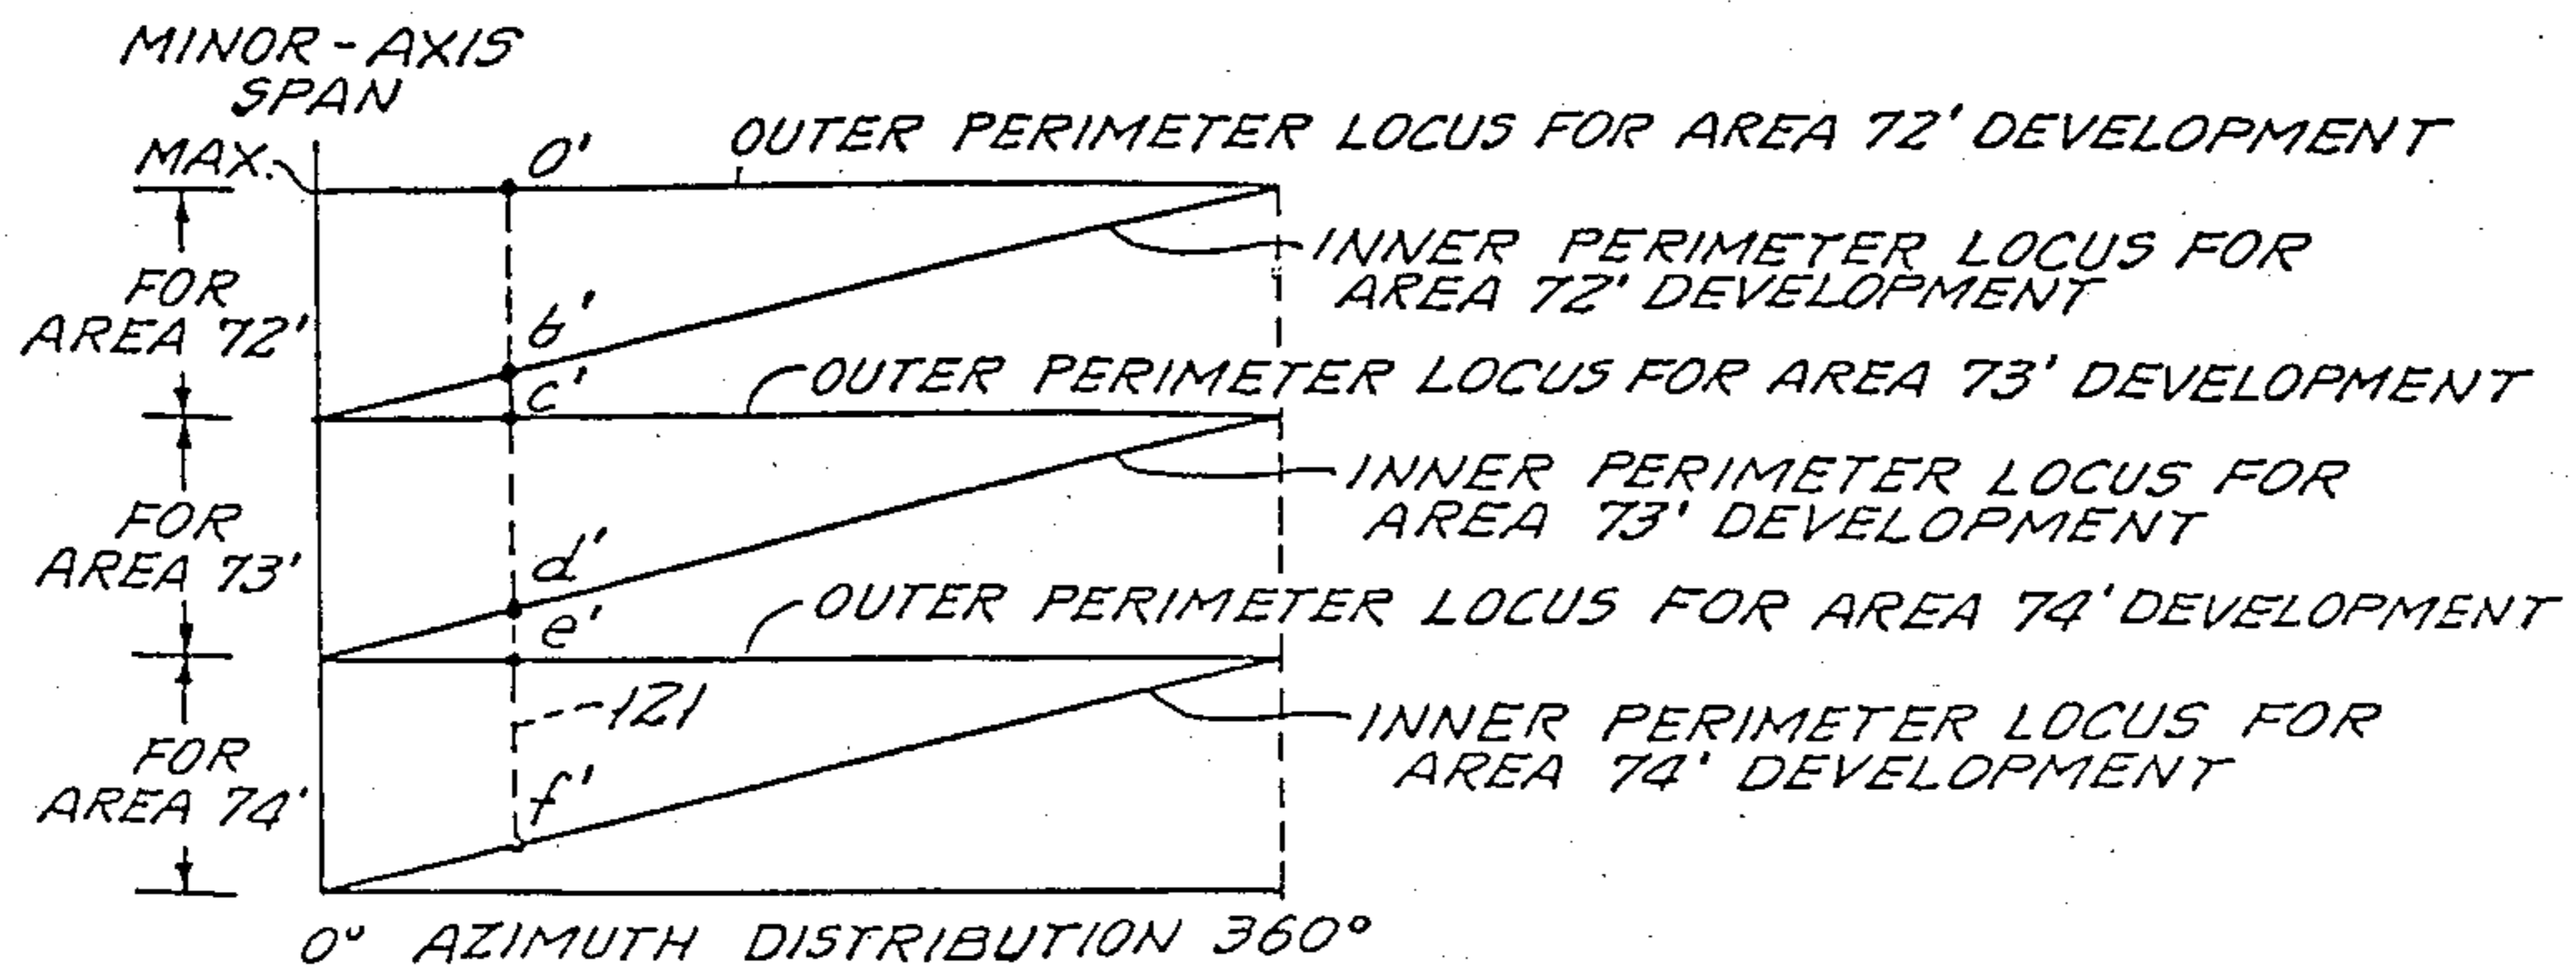 MINOR-AXIS
SPAN
MAX.
O'
OUTER PERIMETER LOCUS FOR AREA 72' DEVELOPMENT
INNER PERIMETER LOCUS FOR
AREA 72' DEVELOPMENT
FOR
AREA 72'
b'
c'
OUTER PERIMETER LOCUS FOR AREA 73' DEVELOPMENT
INNER PERIMETER LOCUS FOR
AREA 73' DEVELOPMENT
FOR
AREA 73'
d'
e'
OUTER PERIMETER LOCUS FOR AREA 74' DEVELOPMENT
121
INNER PERIMETER LOCUS FOR
AREA 74' DEVELOPMENT
FOR
AREA 74'
f'
0° AZIMUTH DISTRIBUTION 360°